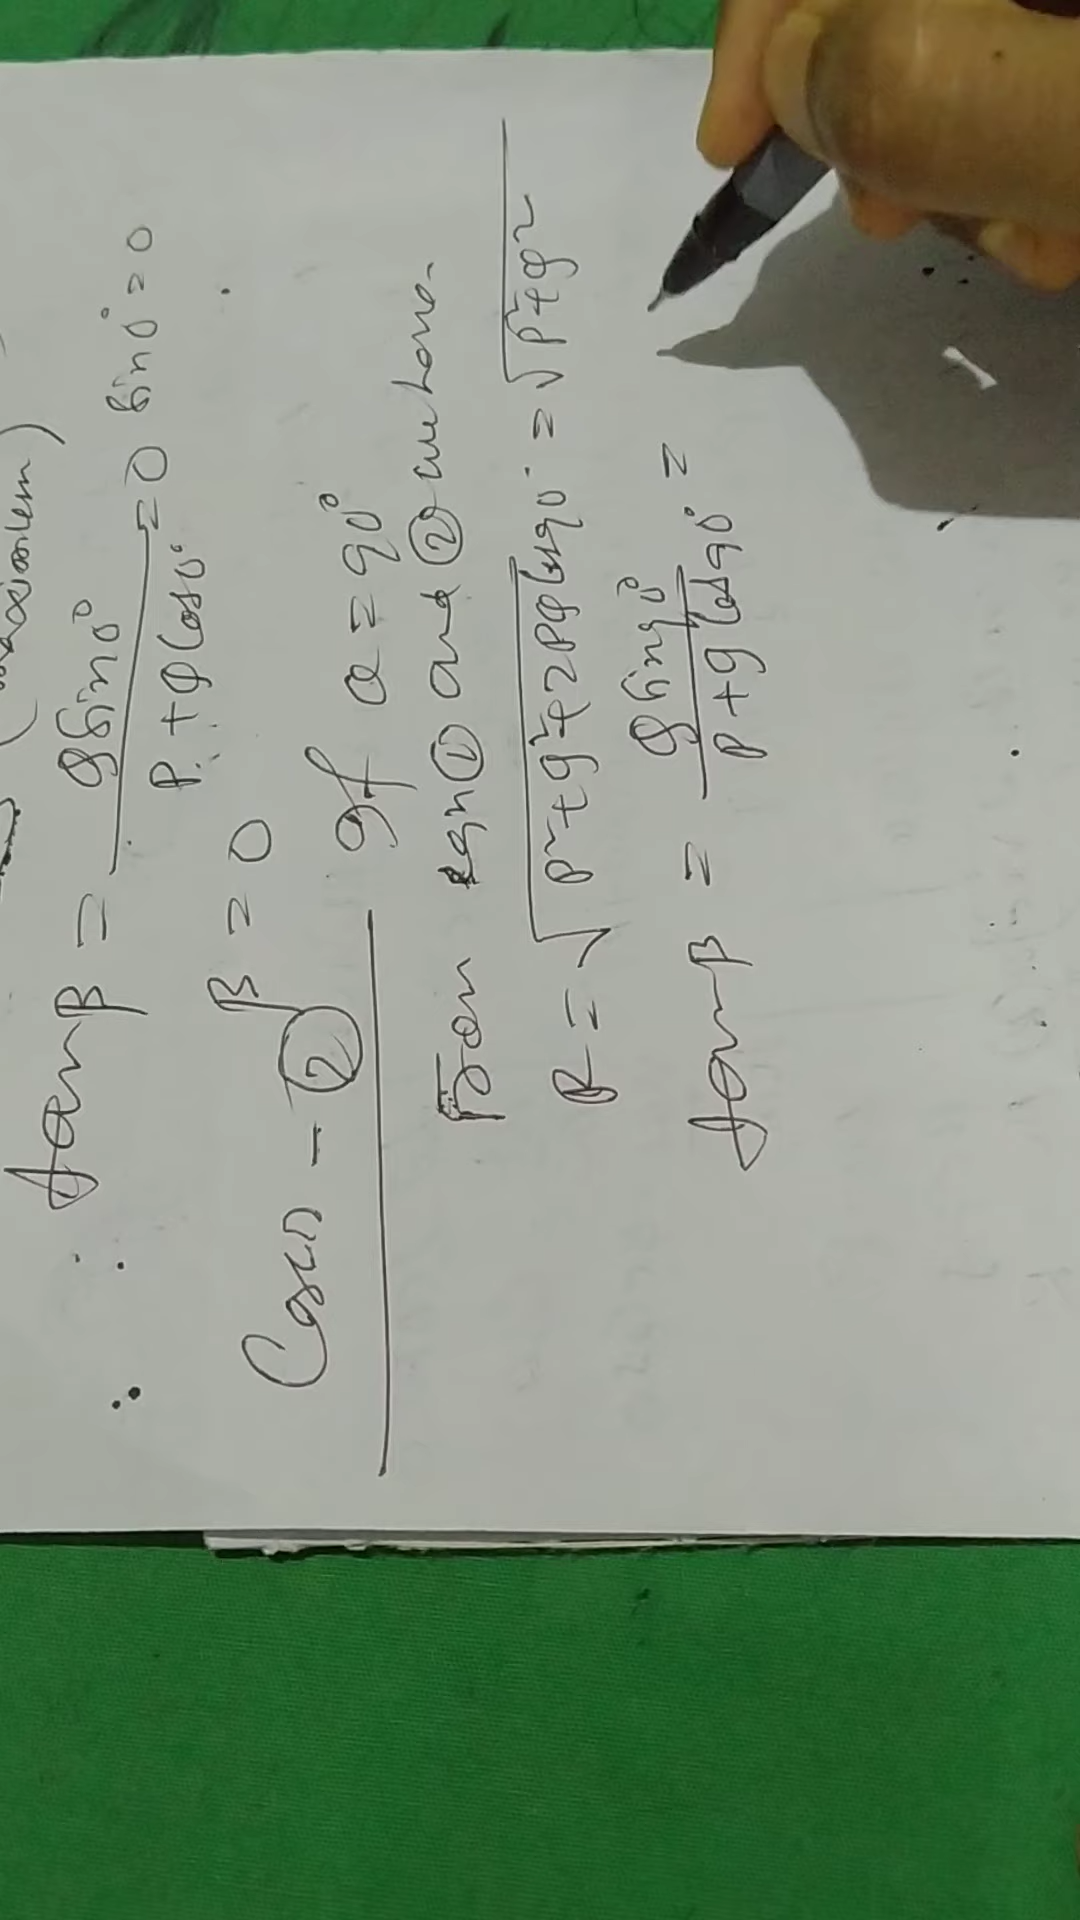 (maximum)
tanβ = Q sin0° / P + Q cos0° = 0 sin0° = 0
∴ β = 0
Case - ② If α = 90°
From eqn ① and ② we have.
R = √P²+Q²+2PQ cos90° = √P²+Q²
tanβ = Q sin90° / P + Q cos90° =